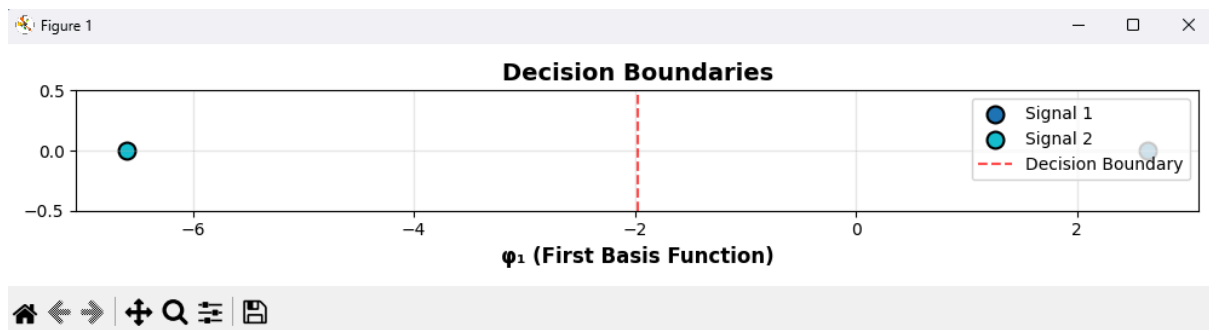 Figure 1
Decision Boundaries
0.5
0.0
−0.5
Signal 1
Signal 2
Decision Boundary
−6 −4 −2 0 2
φ₁ (First Basis Function)